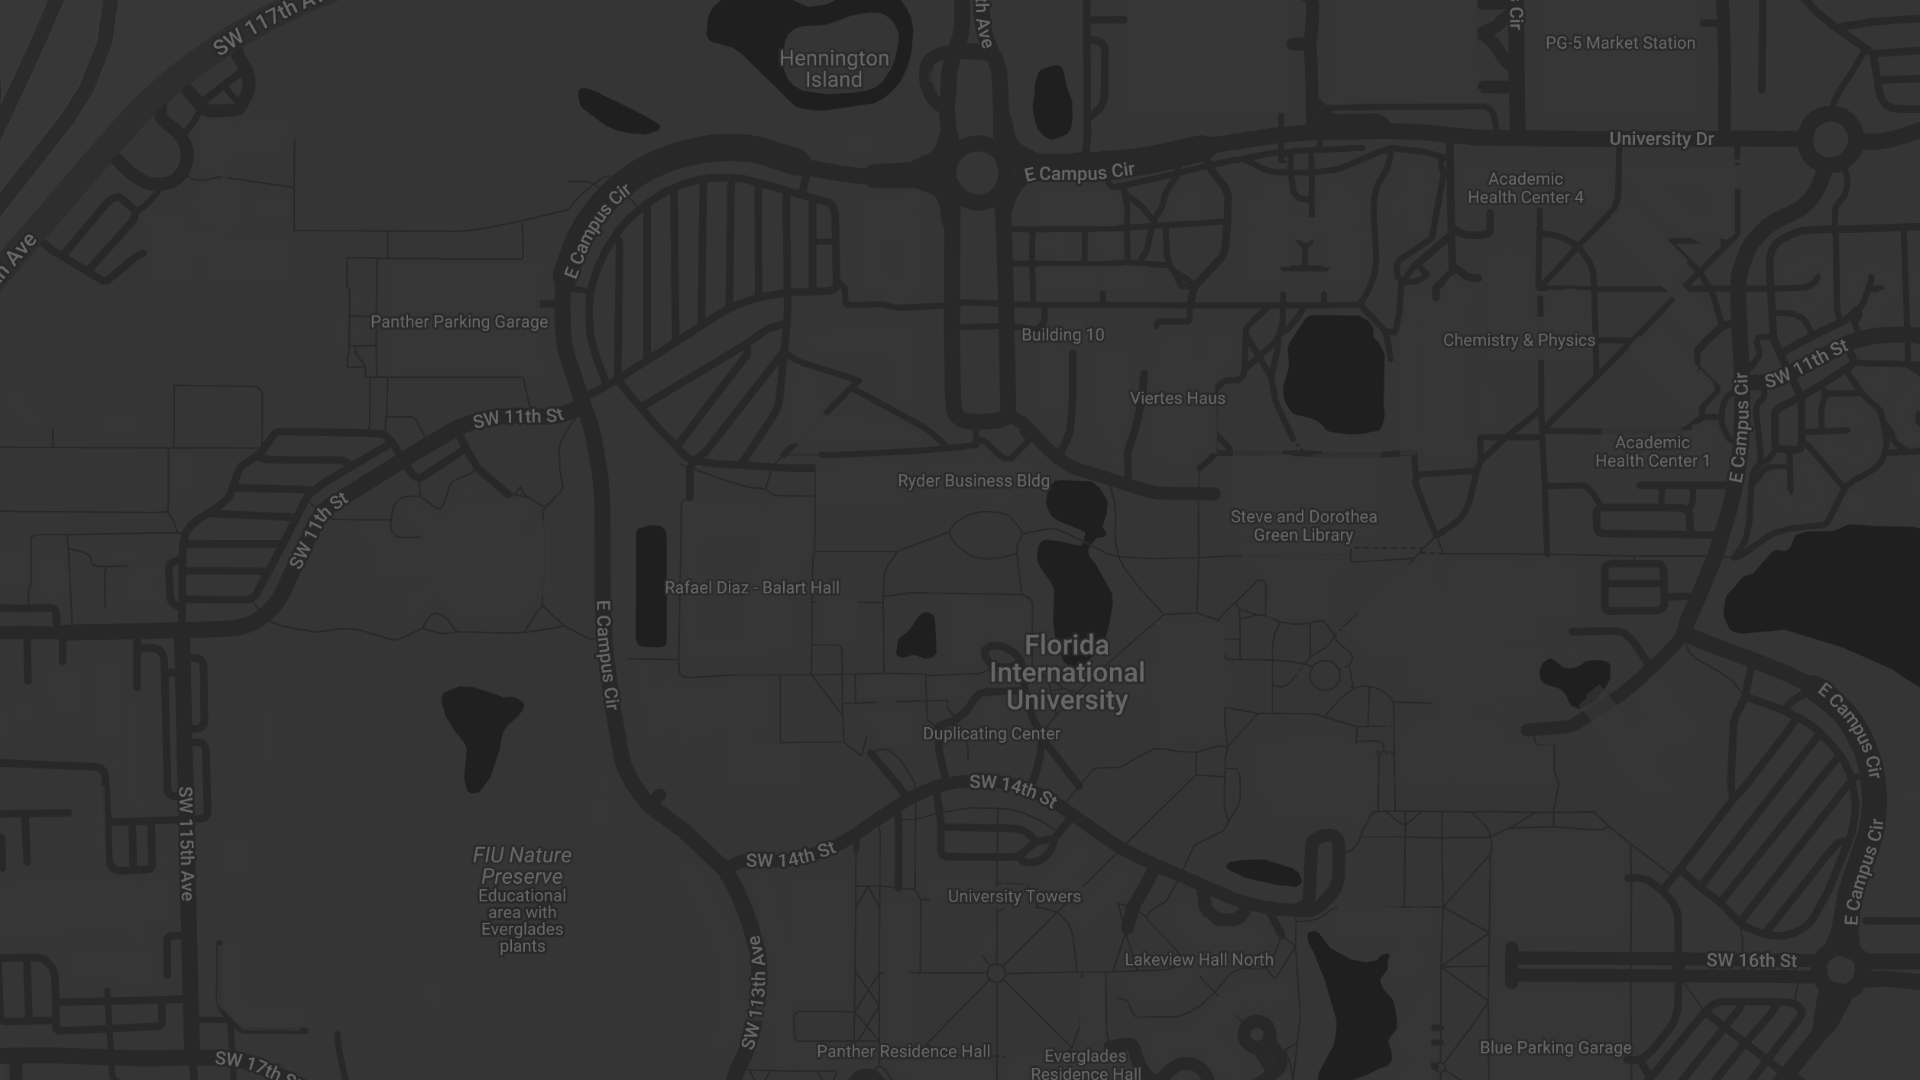 SW 117th
Hennington
Island
th Ave
s Cir
PG-5 Market Station
University Dr
E Campus Cir
Academic
Health Center 4
E Campus Cir
th Ave
Panther Parking Garage
Building 10
Chemistry & Physics
SW 11th St
SW 11th St
Viertes Haus
E Campus Cir
Academic
Health Center 1
Ryder Business Bldg
SW 11th St
Steve and Dorothea
Green Library
Rafael Diaz - Balart Hall
E Campus Cir
Florida
International
University
Duplicating Center
E Campus Cir
SW 14th St
SW 115th Ave
SW 14th St
FIU Nature
Preserve
Educational
area with
Everglades
plants
E Campus Cir
University Towers
SW 113th Ave
Lakeview Hall North
SW 16th St
Panther Residence Hall
Everglades
Residence Hall
Blue Parking Garage
SW 17th S